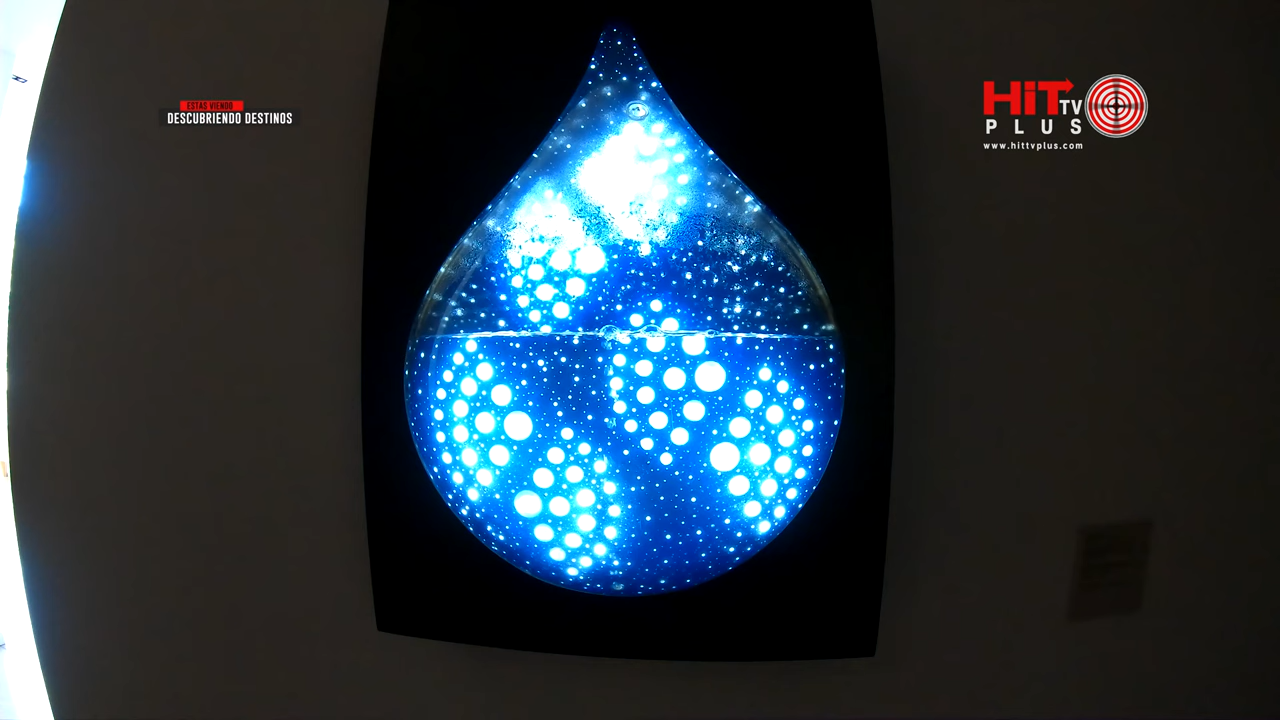 ESTAS VIENDO
DESCUBRIENDO DESTINOS
HiT TV
PLUS
www.hittvplus.com